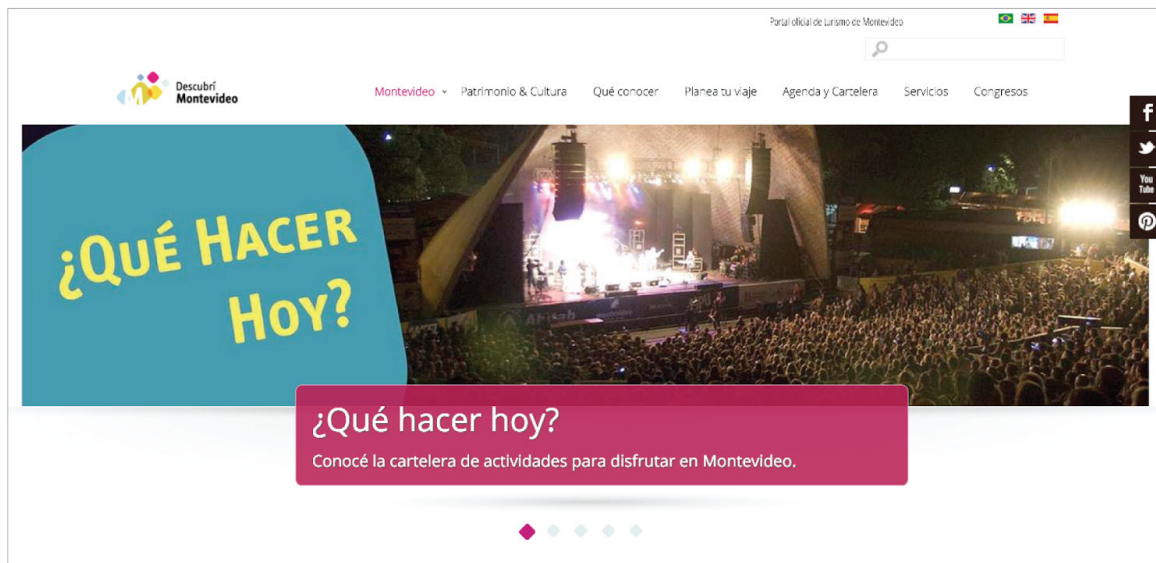 Portal oficial de turismo de Montevideo
Descubrí
Montevideo
Montevideo
Patrimonio & Cultura
Qué conocer
Planea tu viaje
Agenda y Cartelera
Servicios
Congresos
You
Tube
¿QUÉ HACER
HOY?
¿Qué hacer hoy?
Conocé la cartelera de actividades para disfrutar en Montevideo.